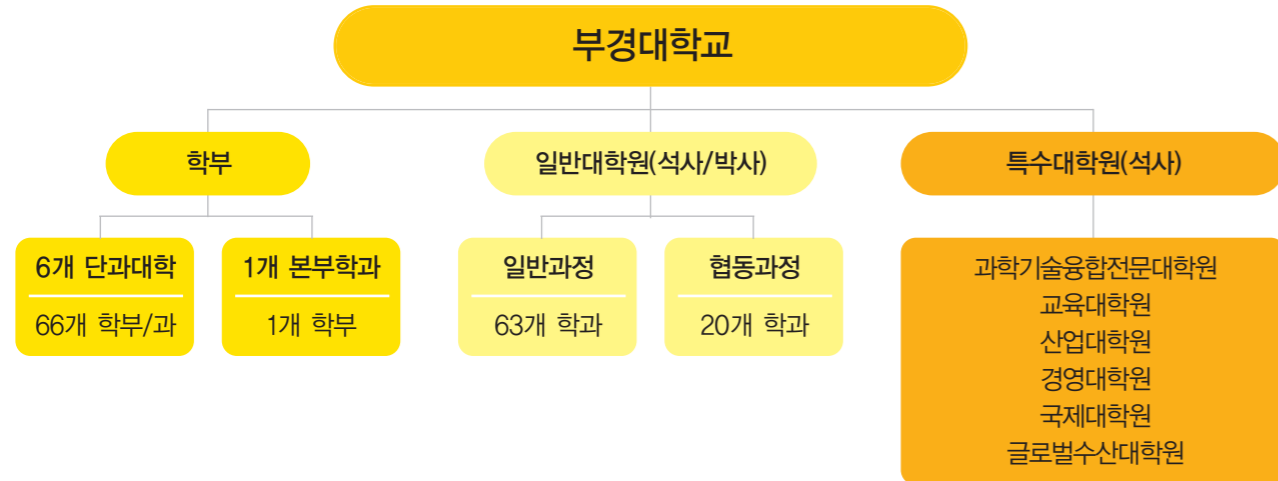 부경대학교
학부
일반대학원(석사/박사)
특수대학원(석사)
6개 단과대학
66개 학부/과
1개 본부학과
1개 학부
일반과정
63개 학과
협동과정
20개 학과
과학기술융합전문대학원
교육대학원
산업대학원
경영대학원
국제대학원
글로벌수산대학원